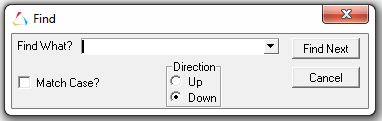 Find
Find What?
Find Next
Match Case?
Direction
Up
Down
Cancel